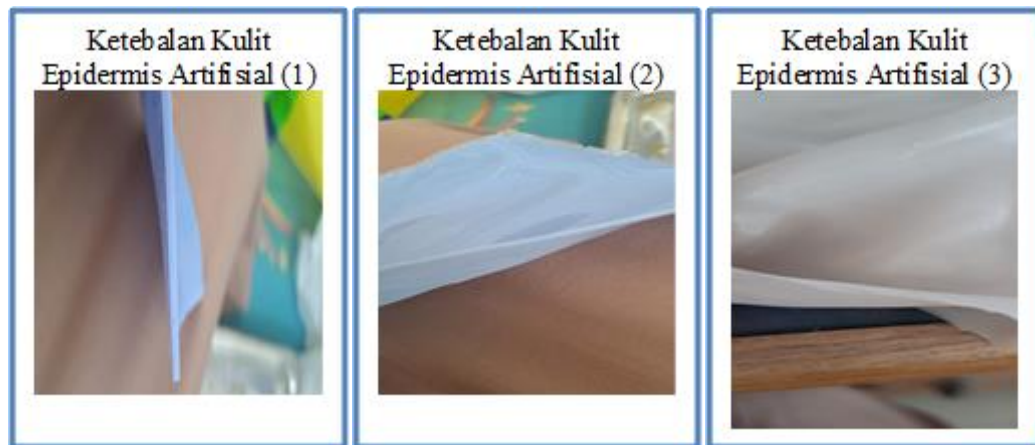 Ketebalan Kulit
Epidermis Artifisial (1)
Ketebalan Kulit
Epidermis Artifisial (2)
Ketebalan Kulit
Epidermis Artifisial (3)